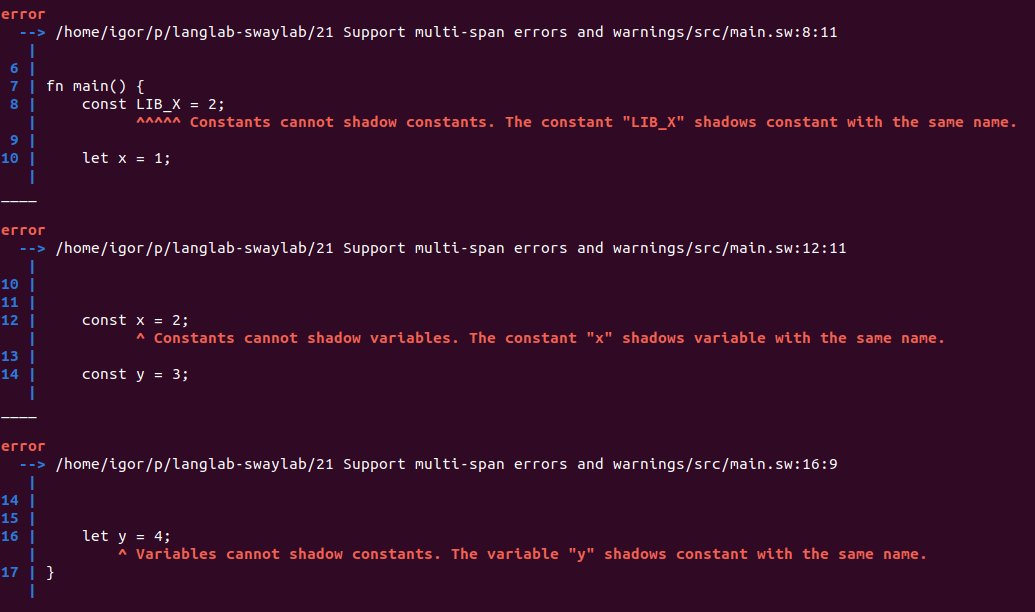 error
  --> /home/igor/p/langlab-swaylab/21 Support multi-span errors and warnings/src/main.sw:8:11
   |
 6 |
 7 | fn main() {
 8 |     const LIB_X = 2;
   |           ^^^^^ Constants cannot shadow constants. The constant "LIB_X" shadows constant with the same name.
 9 |
10 |     let x = 1;
   |
____
error
  --> /home/igor/p/langlab-swaylab/21 Support multi-span errors and warnings/src/main.sw:12:11
   |
10 |
11 |
12 |     const x = 2;
   |           ^ Constants cannot shadow variables. The constant "x" shadows variable with the same name.
13 |
14 |     const y = 3;
   |
____
error
  --> /home/igor/p/langlab-swaylab/21 Support multi-span errors and warnings/src/main.sw:16:9
   |
14 |
15 |
16 |     let y = 4;
   |         ^ Variables cannot shadow constants. The variable "y" shadows constant with the same name.
17 | }
   |